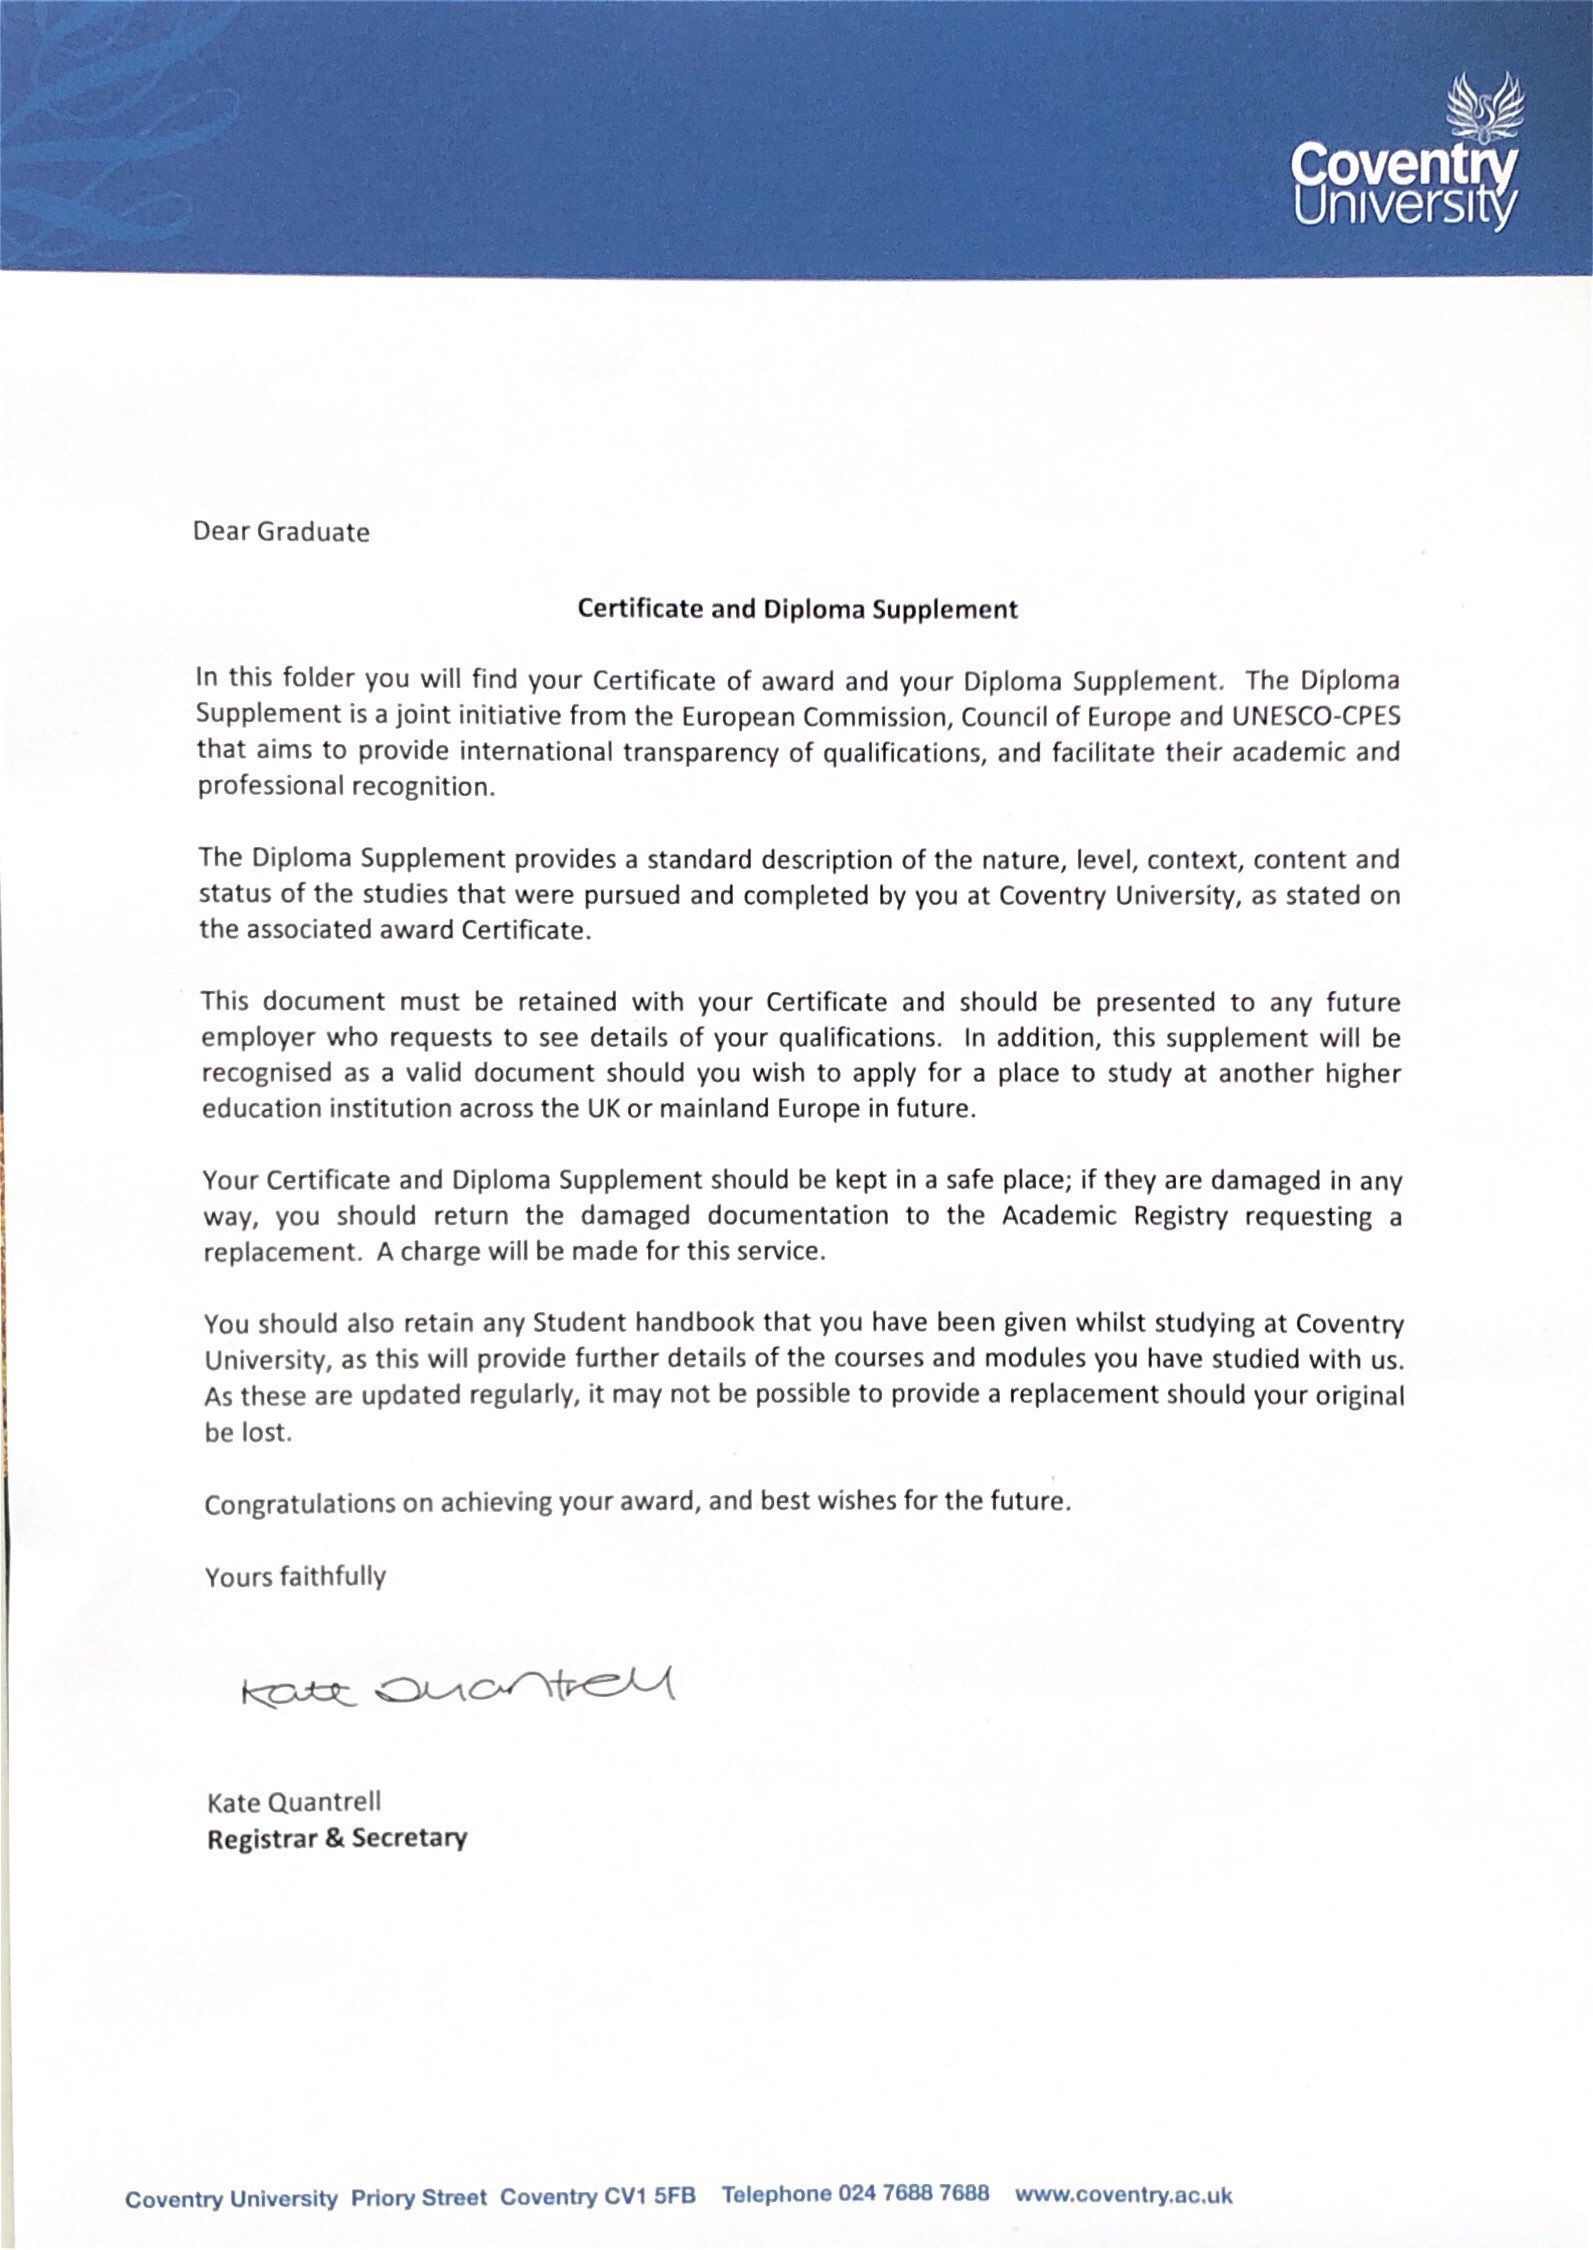 Coventry
University
Dear Graduate
Certificate and Diploma Supplement
In this folder you will find your Certificate of award and your Diploma Supplement. The Diploma
Supplement is a joint initiative from the European Commission, Council of Europe and UNESCO-CPES
that aims to provide international transparency of qualifications, and facilitate their academic and
professional recognition.
The Diploma Supplement provides a standard description of the nature, level, context, content and
status of the studies that were pursued and completed by you at Coventry University, as stated on
the associated award Certificate.
This document must be retained with your Certificate and should be presented to any future
employer who requests to see details of your qualifications. In addition, this supplement will be
recognised as a valid document should you wish to apply for a place to study at another higher
education institution across the UK or mainland Europe in future.
Your Certificate and Diploma Supplement should be kept in a safe place; if they are damaged in any
way, you should return the damaged documentation to the Academic Registry requesting a
replacement. A charge will be made for this service.
You should also retain any Student handbook that you have been given whilst studying at Coventry
University, as this will provide further details of the courses and modules you have studied with us.
As these are updated regularly, it may not be possible to provide a replacement should your original
be lost.
Congratulations on achieving your award, and best wishes for the future.
Yours faithfully
Kate Quantrell
Kate Quantrell
Registrar & Secretary
Coventry University Priory Street Coventry CV1 5FB Telephone 024 7688 7688 www.coventry.ac.uk